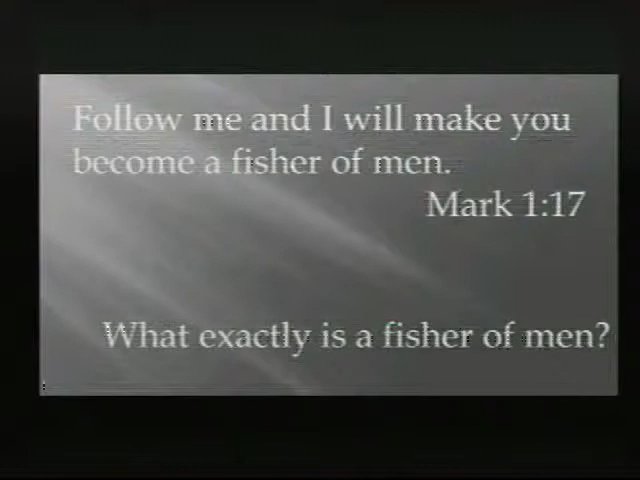 Follow me and I will make you
become a fisher of men.
Mark 1:17
What exactly is a fisher of men?